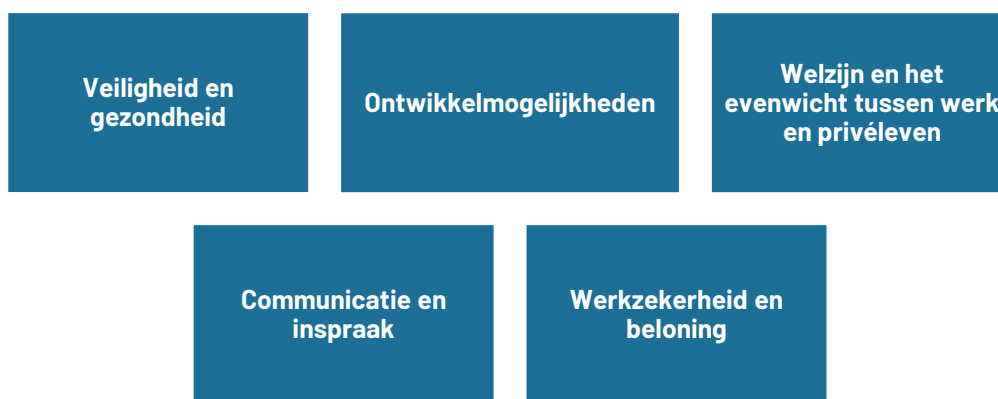 Veiligheid en
gezondheid
Ontwikkelmogelijkheden
Welzijn en het
evenwicht tussen werk
en privéleven
Communicatie en
inspraak
Werkzekerheid en
beloning